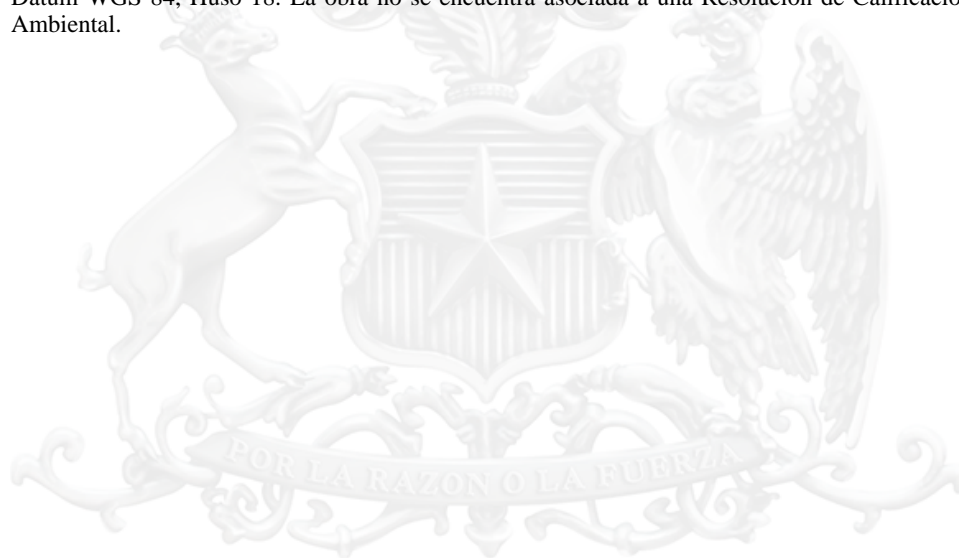 Datum WGS 84, Huso 18. La obra no se encuentra asociada a una Resolución de Calificación
Ambiental.
POR LA RAZON O LA FUERZA